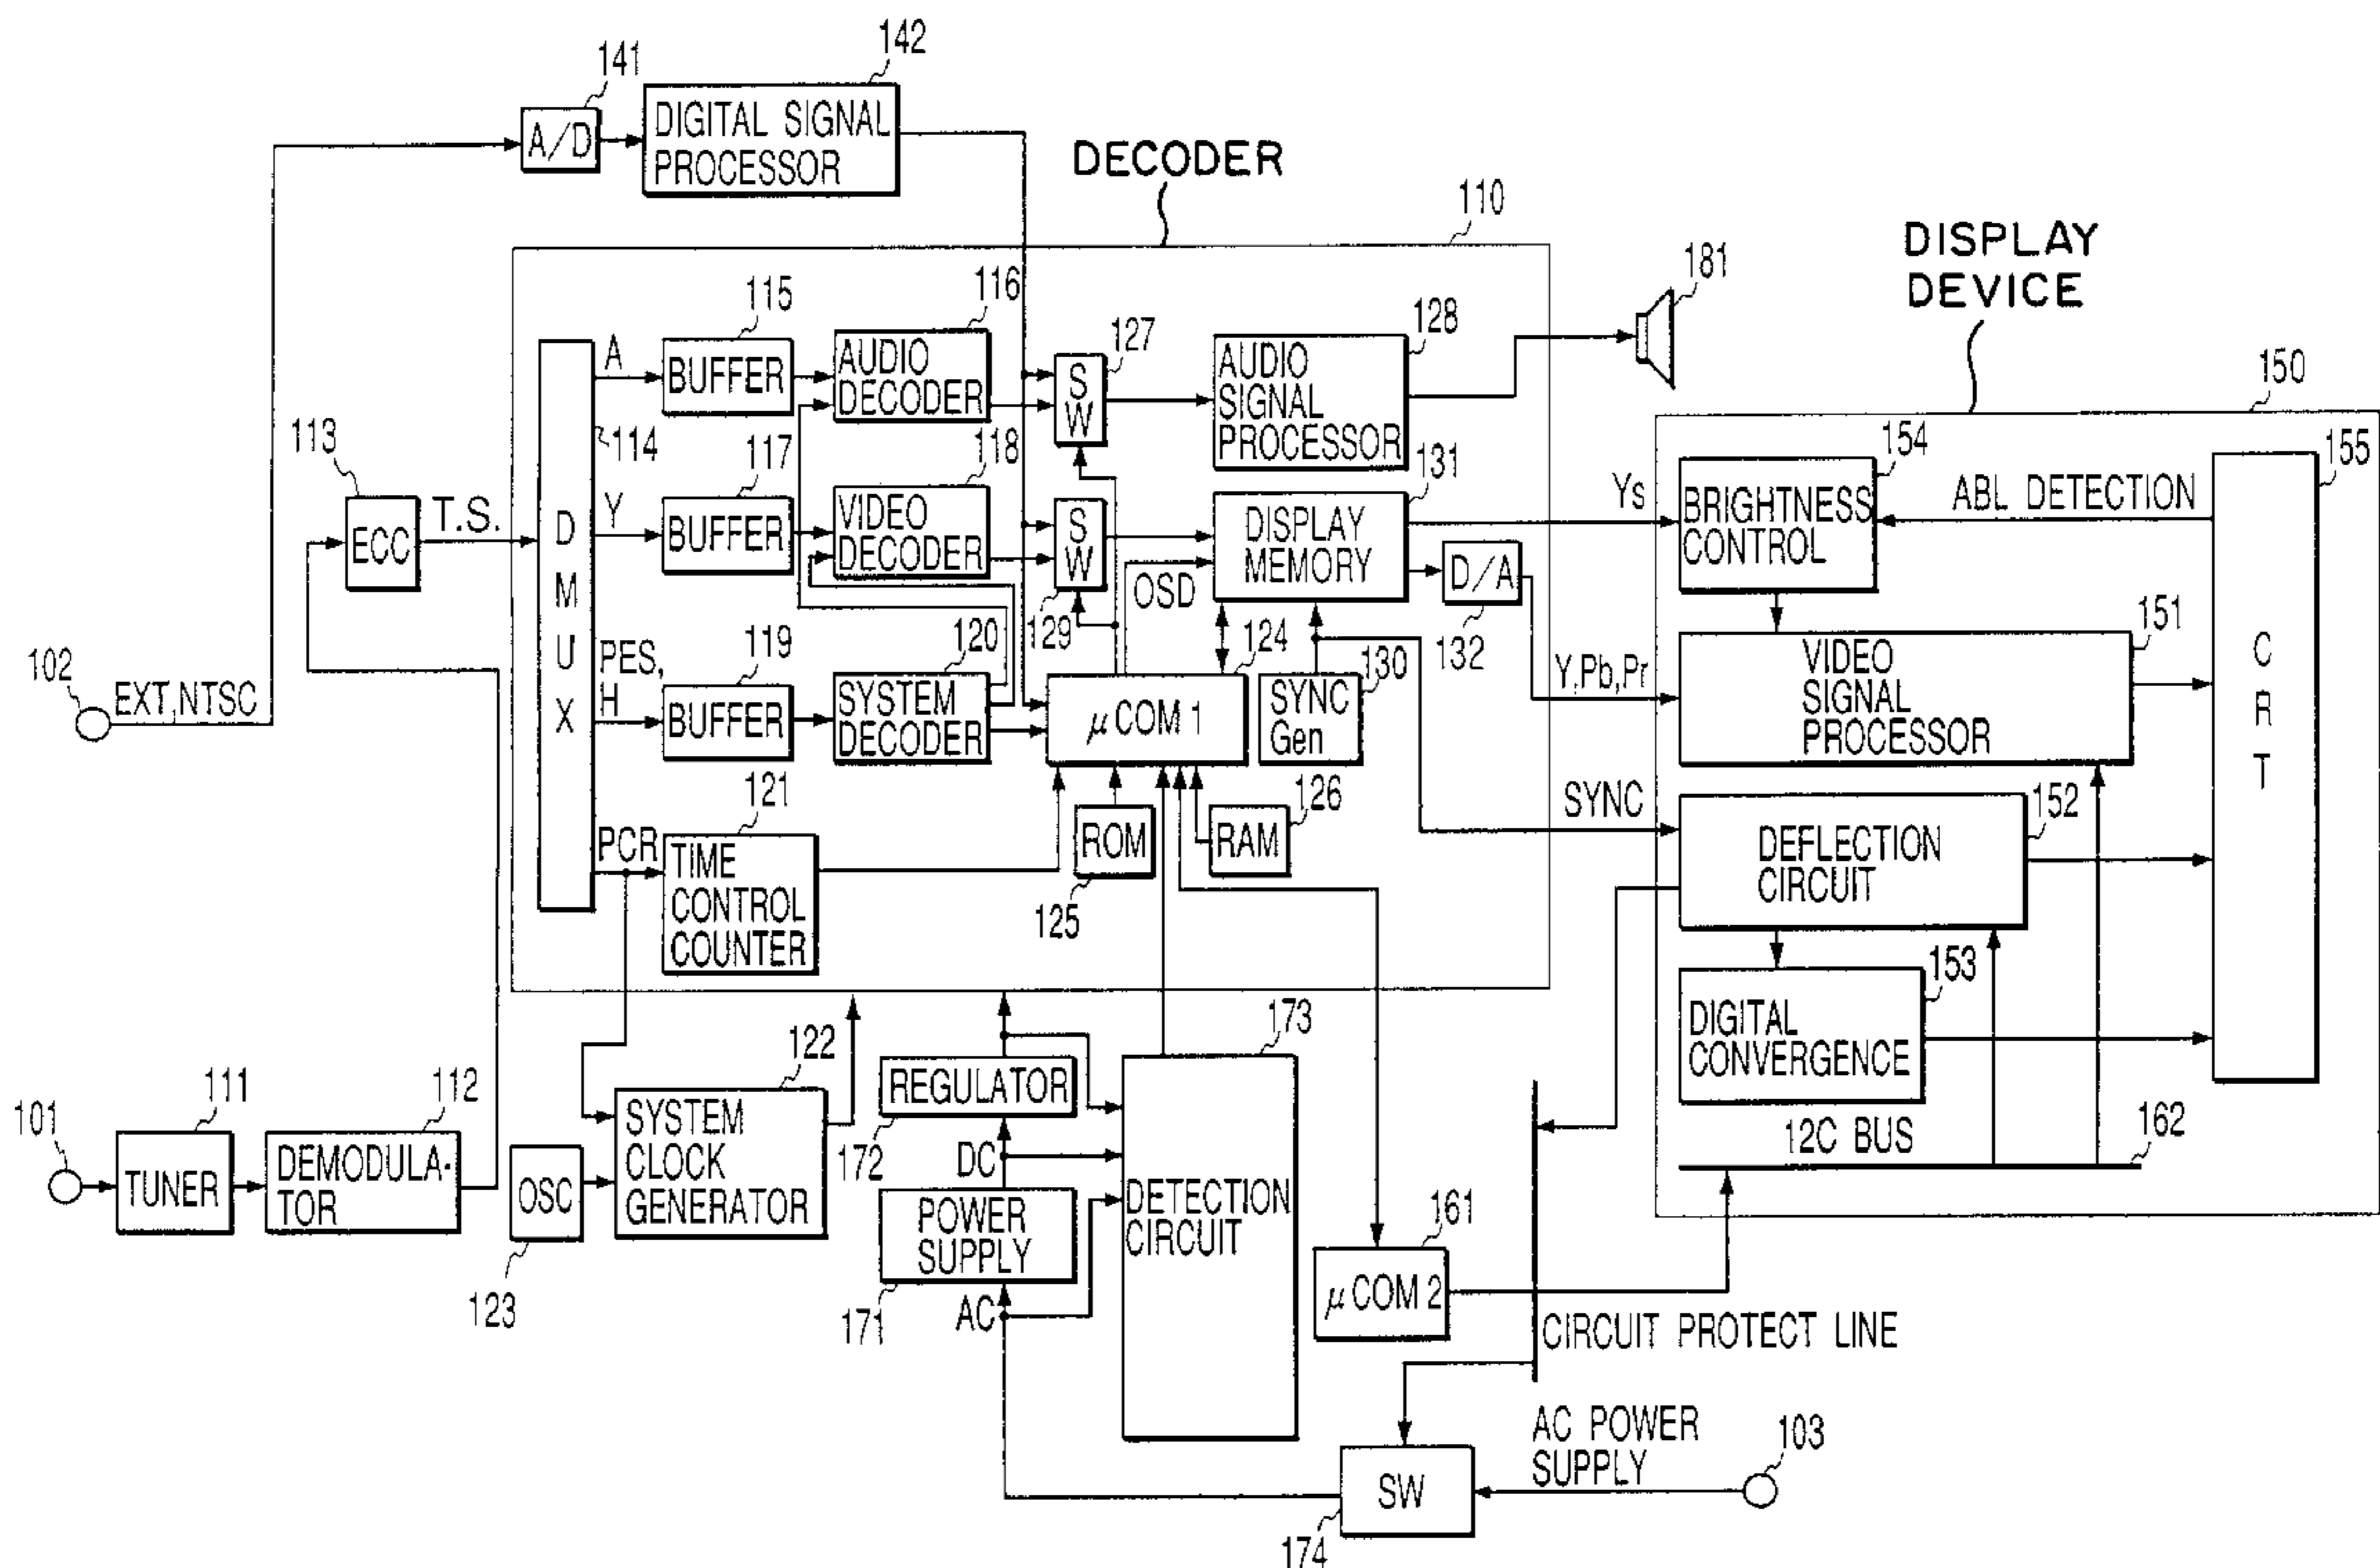 142
141
DIGITAL SIGNAL
PROCESSOR
A/D
DECODER
110
DISPLAY
DEVICE
181
115
116
127
128
150
A
BUFFER
AUDIO
DECODER
S
W
AUDIO
SIGNAL
PROCESSOR
113
114
117
118
131
154
155
ECC
T.S.
D
M
U
X
Y
BUFFER
VIDEO
DECODER
S
W
DISPLAY
MEMORY
Ys
BRIGHTNESS
CONTROL
ABL DETECTION
OSD
D/A
129
132
102
EXT,NTSC
PES,
H
119
120
124
130
151
BUFFER
SYSTEM
DECODER
μCOM 1
SYNC
Gen
Y,Pb,Pr
VIDEO
SIGNAL
PROCESSOR
C
R
T
121
126
SYNC
152
PCR
TIME
CONTROL
COUNTER
ROM
RAM
125
DEFLECTION
CIRCUIT
153
DIGITAL
CONVERGENCE
122
173
111
112
REGULATOR
172
101
TUNER
DEMODULA-
TOR
OSC
123
SYSTEM
CLOCK
GENERATOR
DC
12C BUS
162
POWER
SUPPLY
171
DETECTION
CIRCUIT
161
AC
μCOM 2
CIRCUIT PROTECT LINE
AC POWER
SUPPLY
103
SW
174